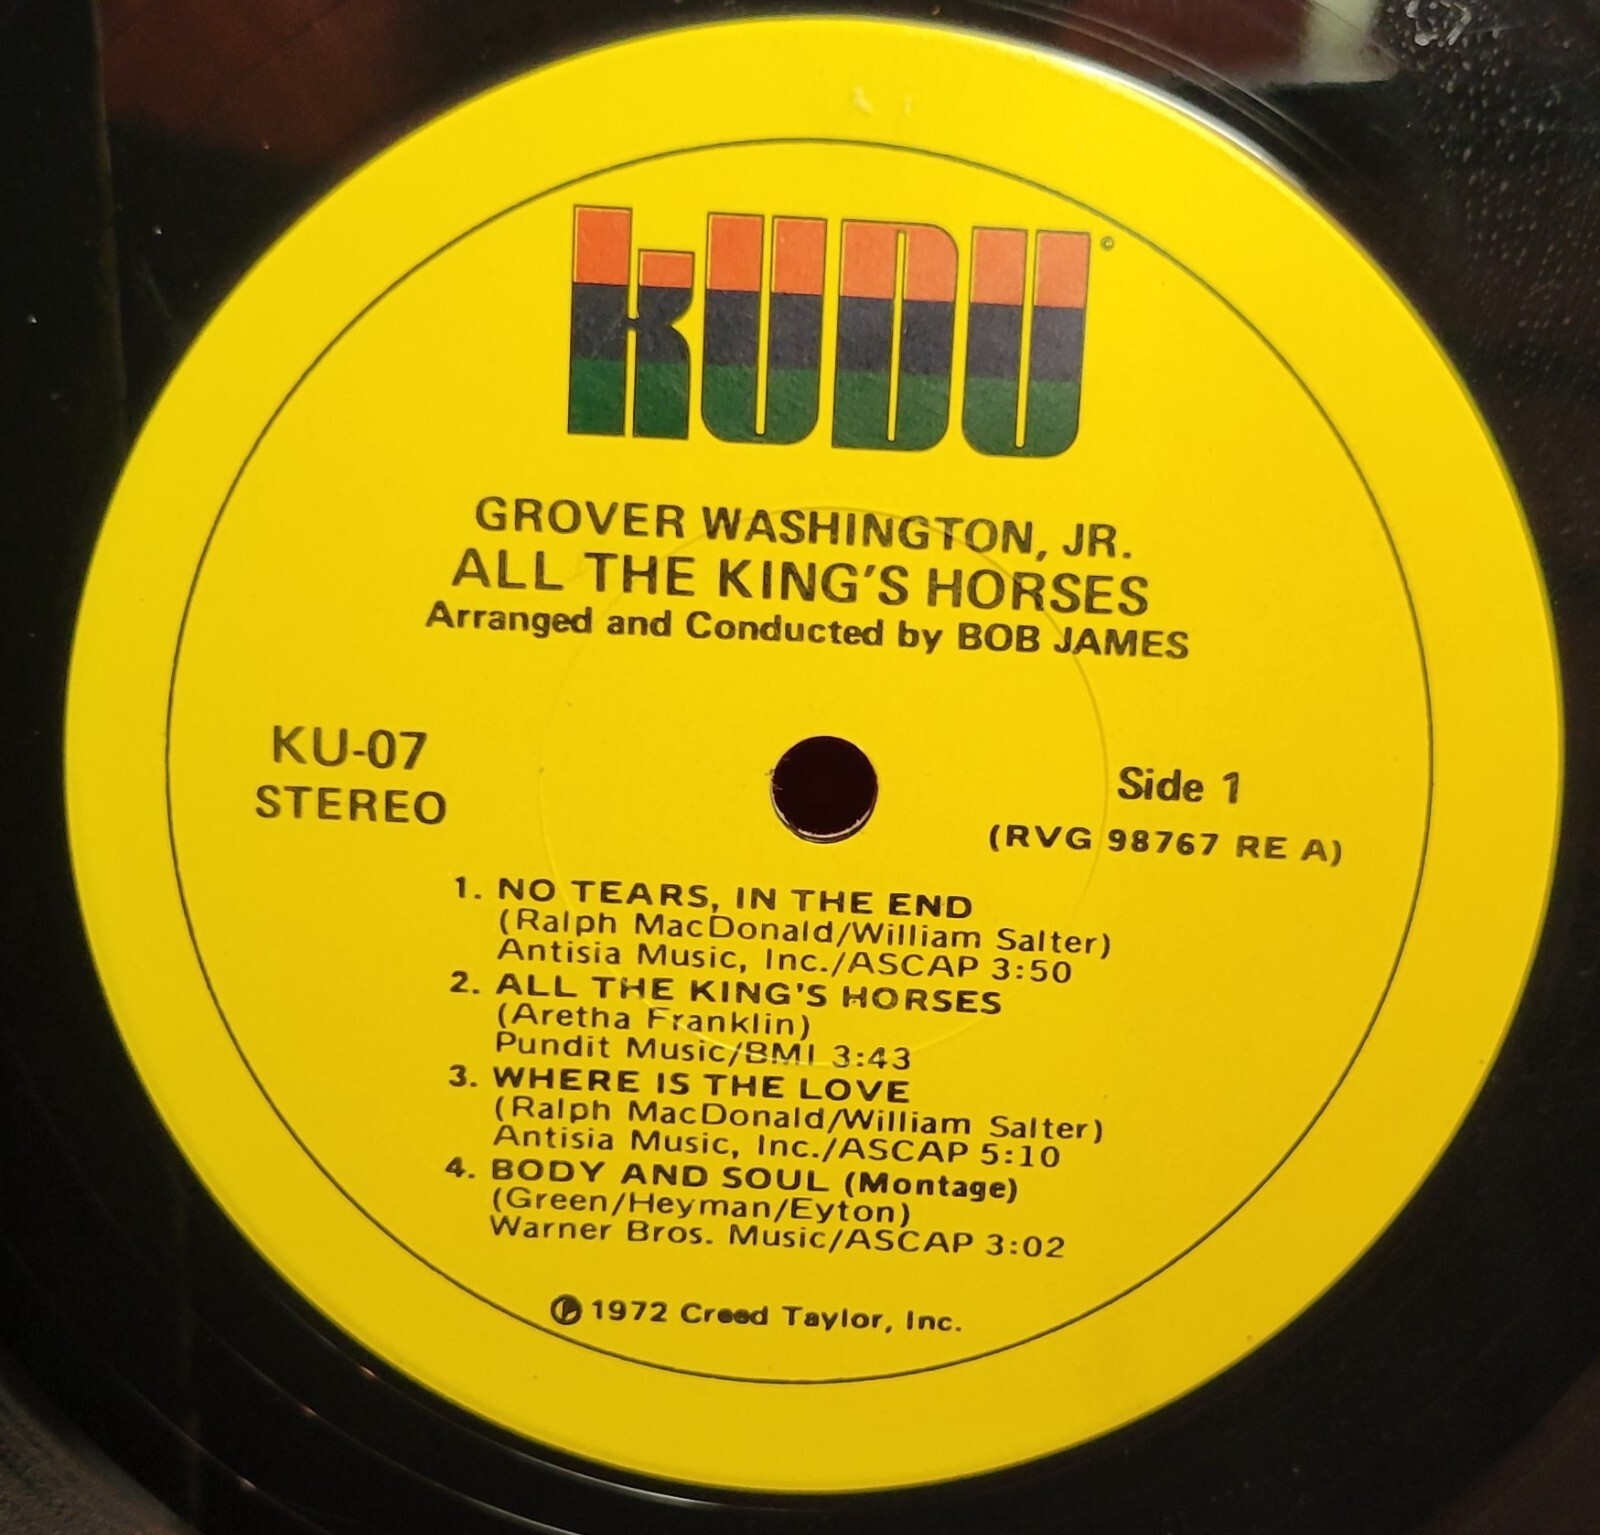 KUDU ©
GROVER WASHINGTON, JR.
ALL THE KING'S HORSES
Arranged and Conducted by BOB JAMES
KU-07
STEREO
Side 1
(RVG 98767 RE A)
1. NO TEARS, IN THE END
(Ralph MacDonald/William Salter)
Antisia Music, Inc./ASCAP 3:50
2. ALL THE KING'S HORSES
(Aretha Franklin)
Pundit Music/BMI 3:43
3. WHERE IS THE LOVE
(Ralph MacDonald/William Salter)
Antisia Music, Inc./ASCAP 5:10
4. BODY AND SOUL (Montage)
(Green/Heyman/Eyton)
Warner Bros. Music/ASCAP 3:02
℗ 1972 Creed Taylor, Inc.